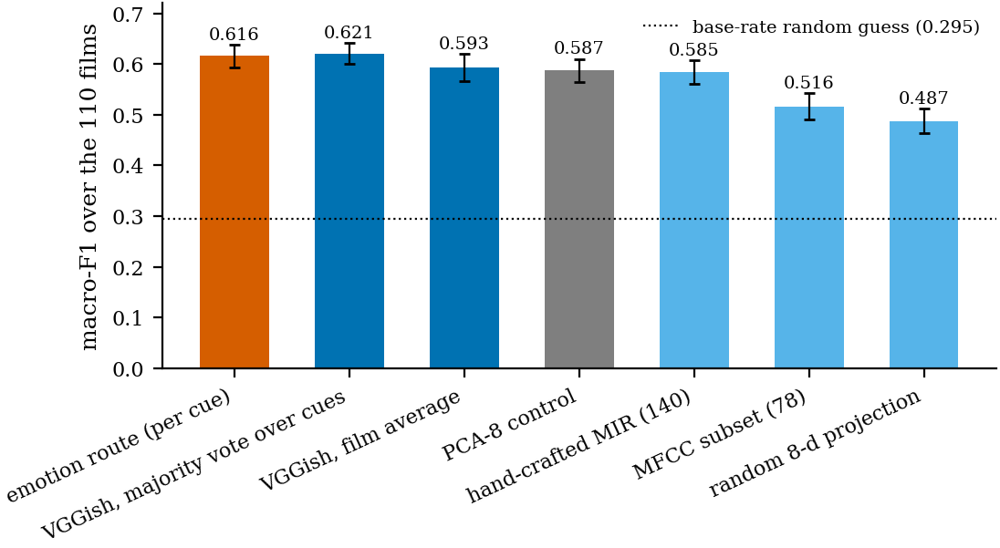 macro-F1 over the 110 films
0.7
0.6
0.5
0.4
0.3
0.2
0.1
0.0
base-rate random guess (0.295)
0.616
0.621
0.593
0.587
0.585
0.516
0.487
emotion route (per cue)
VGGish, majority vote over cues
VGGish, film average
PCA-8 control
hand-crafted MIR (140)
MFCC subset (78)
random 8-d projection